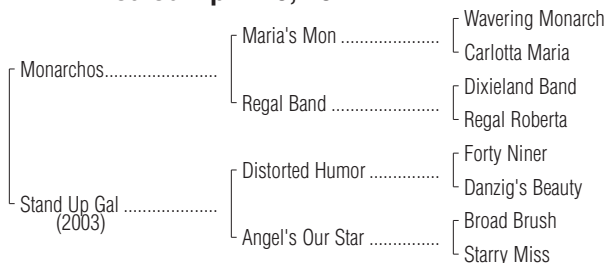 Wavering Monarch
Maria's Mon ....................
Carlotta Maria
Monarchos.......................
Dixieland Band
Regal Band ......................
Regal Roberta
Forty Niner
Distorted Humor ..............
Danzig's Beauty
Stand Up Gal ...................
(2003)
Broad Brush
Angel's Our Star ..............
Starry Miss